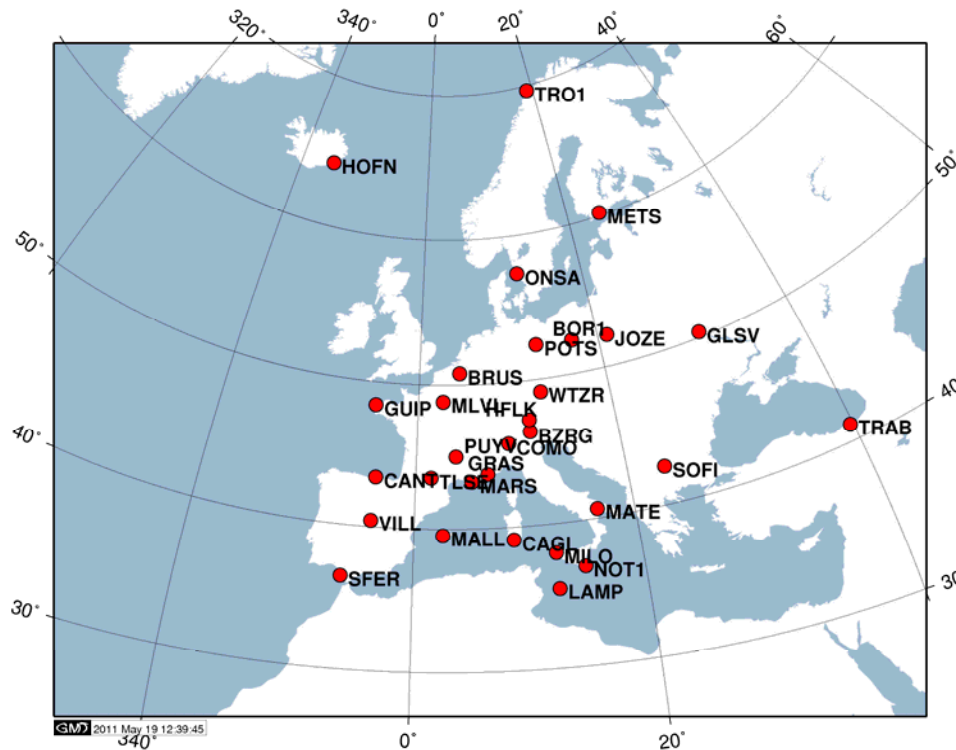 320°
340°
0°
20°
40°
60°
TRO1
HOFN
50°
METS
50°
ONSA
BOR1
JOZE
GLSV
POTS
BRUS
WTZR
40°
GUIP
MLVL
HFLK
TRAB
BZRG
40°
PUYV
COMO
GRAS
SOFI
CANT
TLSE
MARS
MATE
VILL
MALL
CAGL
MILO
NOT1
SFER
LAMP
30°
30°
GMD 2011 May 19 12:39:45
340°
0°
20°